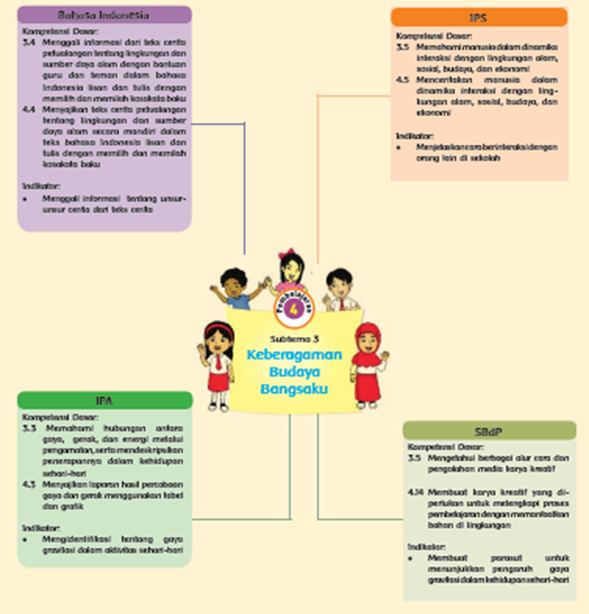 Bahasa Indonesia
Kompetensi Dasar:
3.4 Menggali informasi dari teks cerita
petualangan tentang lingkungan dan
sumber daya alam dengan bantuan
guru dan teman dalam bahasa
Indonesia lisan dan tulis dengan
memilih dan memilah kosakata baku
4.4 Menyajikan teks cerita petualangan
tentang lingkungan dan sumber
daya alam secara mandiri dalam
teks bahasa Indonesia lisan dan
tulis dengan memilih dan memilah
kosakata baku
Indikator:
• Menggali informasi tentang unsur-
unsur cerita dari teks cerita
IPS
Kompetensi Dasar:
3.5 Memahami manusia dalam dinamika
interaksi dengan lingkungan alam,
sosial, budaya, dan ekonomi
4.5 Menceritakan manusia dalam
dinamika interaksi dengan ling-
kungan alam, sosial, budaya, dan
ekonomi
Indikator:
• Menjelaskan cara berinteraksi dengan
orang lain di sekolah
Pembelajaran
4
Subtema 3
Keberagaman
Budaya
Bangsaku
IPA
Kompetensi Dasar:
3.3 Memahami hubungan antara
gaya, gerak, dan energi melalui
pengamatan, serta mendeskripsikan
penerapannya dalam kehidupan
sehari-hari
4.3 Menyajikan laporan hasil percobaan
gaya dan gerak menggunakan tabel
dan grafik
Indikator:
• Mengidentifikasi tentang gaya
gravitasi dalam aktivitas sehari-hari
SBdP
Kompetensi Dasar:
3.5 Mengetahui berbagai alur cara dan
pengolahan media karya kreatif
4.14 Membuat karya kreatif yang di-
perlukan untuk melengkapi proses
pembelajaran dengan memanfaatkan
bahan di lingkungan
Indikator:
• Membuat parasut untuk
menunjukkan pengaruh gaya
gravitasi dalam kehidupan sehari-hari